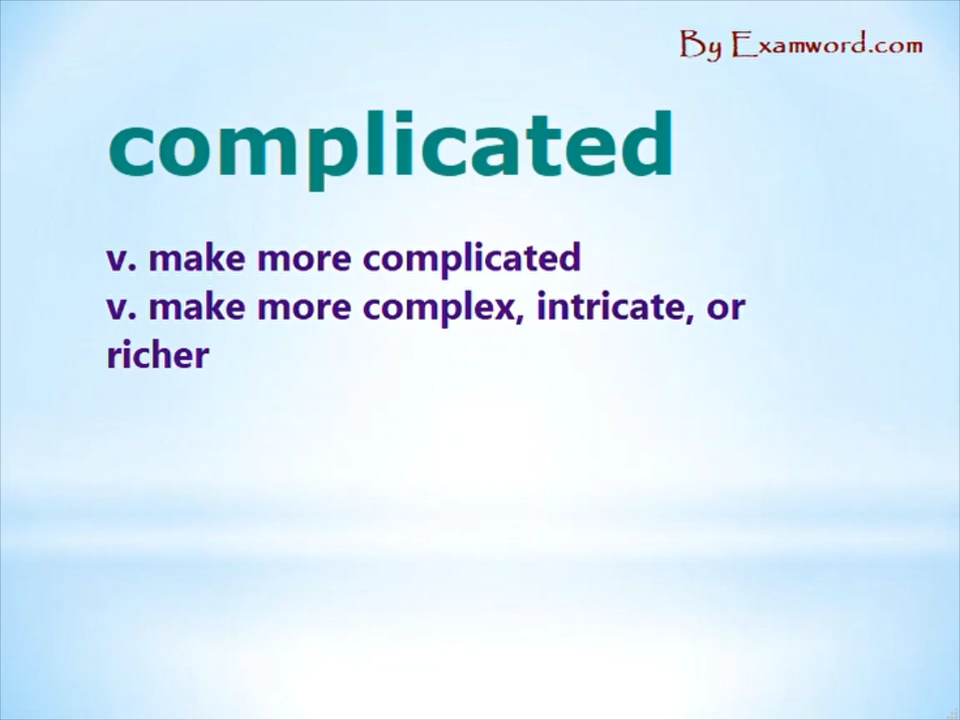 By Examword.com
complicated
v. make more complicated
v. make more complex, intricate, or
richer